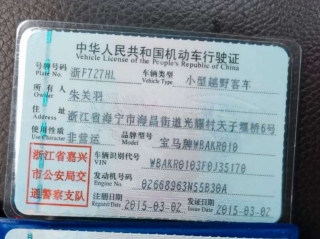 中华人民共和国机动车行驶证
Vehicle License of the People's Republic of China
号牌号码 浙F727HL 车辆类型 小型越野客车
Plate No. Vehicle Type
所有人 朱关羽
Owner
住址 浙江省海宁市海昌街道光耀村天子坝桥6号
Address
使用性质 非营运 品牌型号 宝马牌WBAKR010
Use Character Model
浙江省嘉兴
市公安局交
通警察支队
车辆识别代号 WBAKR0103F0J35170
VIN
发动机号码 02668963N55B30A
Engine No.
注册日期 2015-03-02 发证日期 2015-03-02
Register Date Issue Date